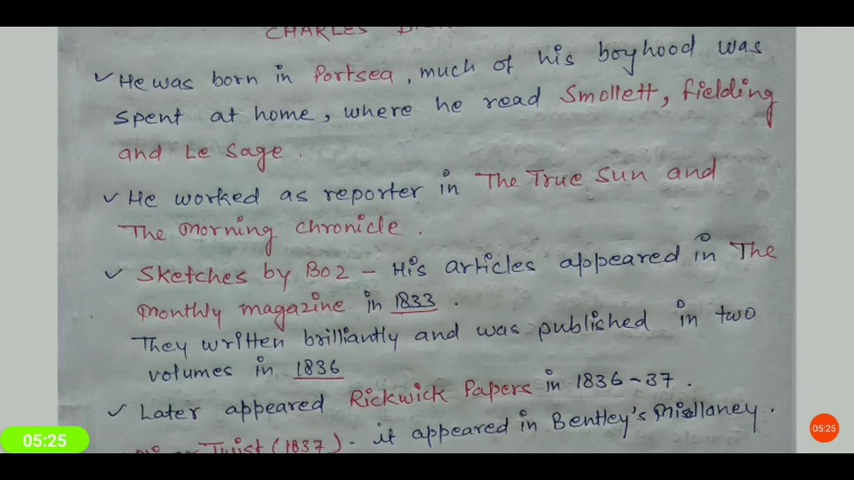 CHARLES
✓ He was born in Portsea, much of his boyhood was
spent at home, where he read Smollett, fielding
and Le Sage.
✓ He worked as reporter in The True Sun and
The Morning Chronicle.
✓ Sketches by Boz - His articles appeared in The
Monthly magazine in 1833.
They written brilliantly and was published in two
volumes in 1836
✓ Later appeared Rickwick Papers in 1836-37.
Twist (1837) - it appeared in Bentley's Misllaney.
05:25
05:25